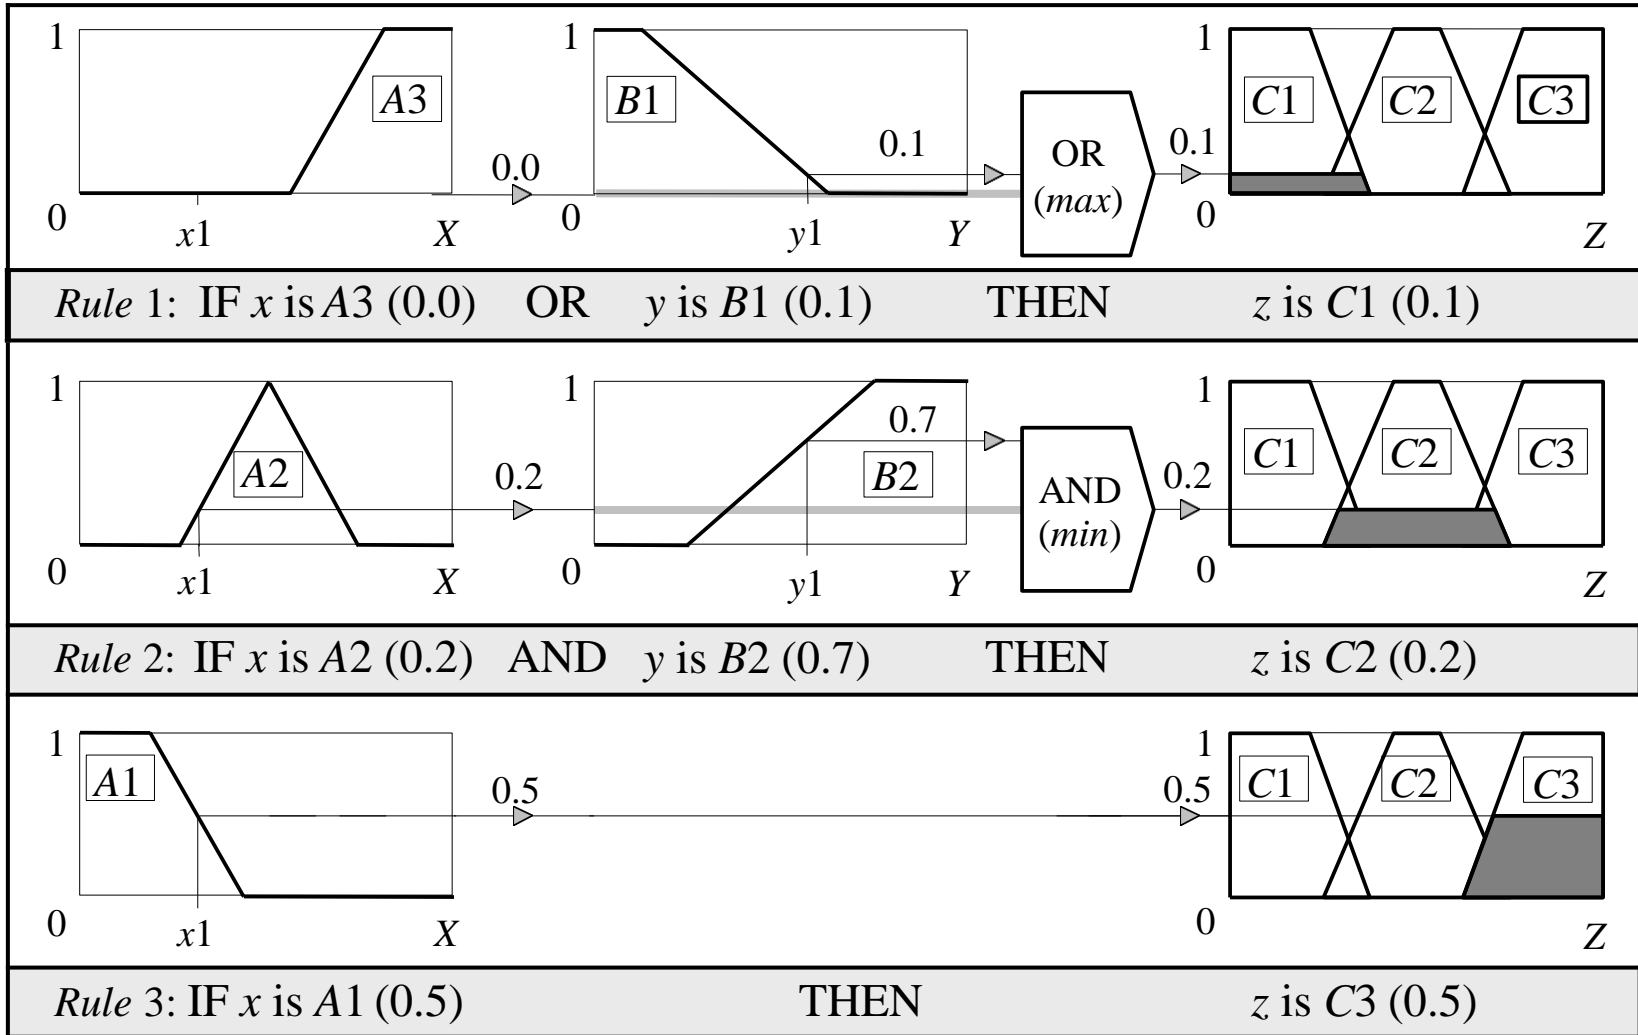 1 A3 1 B1 1 C1 C2 C3
0.0 0.1 OR (max) 0.1
0 x1 X 0 y1 Y 0 Z
Rule 1: IF x is A3 (0.0) OR y is B1 (0.1) THEN z is C1 (0.1)
1 A2 1 0.7 B2 1 C1 C2 C3
0.2 AND (min) 0.2
0 x1 X 0 y1 Y 0 Z
Rule 2: IF x is A2 (0.2) AND y is B2 (0.7) THEN z is C2 (0.2)
1 A1 1 C1 C2 C3
0.5 0.5
0 x1 X 0 Z
Rule 3: IF x is A1 (0.5) THEN z is C3 (0.5)